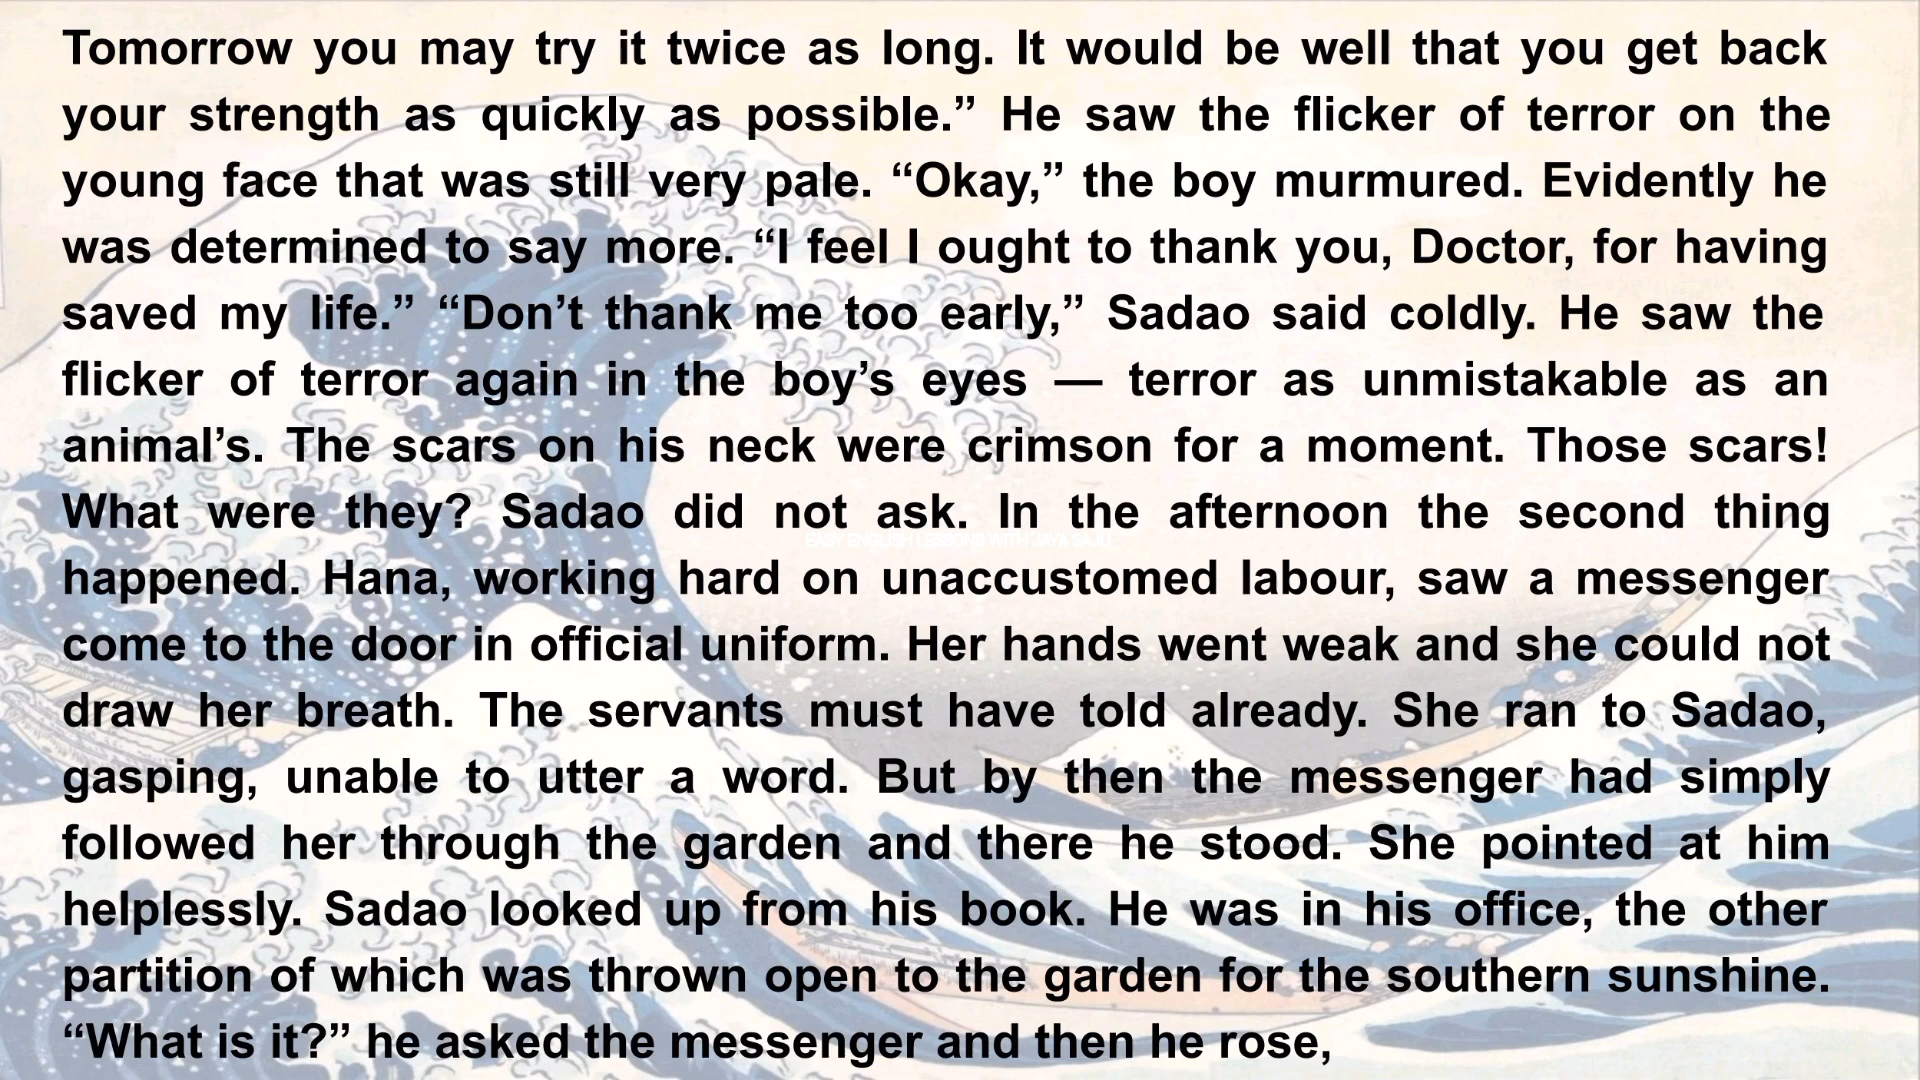 Tomorrow you may try it twice as long. It would be well that you get back
your strength as quickly as possible.” He saw the flicker of terror on the
young face that was still very pale. “Okay,” the boy murmured. Evidently he
was determined to say more. “I feel I ought to thank you, Doctor, for having
saved my life.” “Don’t thank me too early,” Sadao said coldly. He saw the
flicker of terror again in the boy’s eyes — terror as unmistakable as an
animal’s. The scars on his neck were crimson for a moment. Those scars!
What were they? Sadao did not ask. In the afternoon the second thing
EASY ENGLISH LESSONS WITH JAYA SAJU
happened. Hana, working hard on unaccustomed labour, saw a messenger
come to the door in official uniform. Her hands went weak and she could not
draw her breath. The servants must have told already. She ran to Sadao,
gasping, unable to utter a word. But by then the messenger had simply
followed her through the garden and there he stood. She pointed at him
helplessly. Sadao looked up from his book. He was in his office, the other
partition of which was thrown open to the garden for the southern sunshine.
“What is it?” he asked the messenger and then he rose,